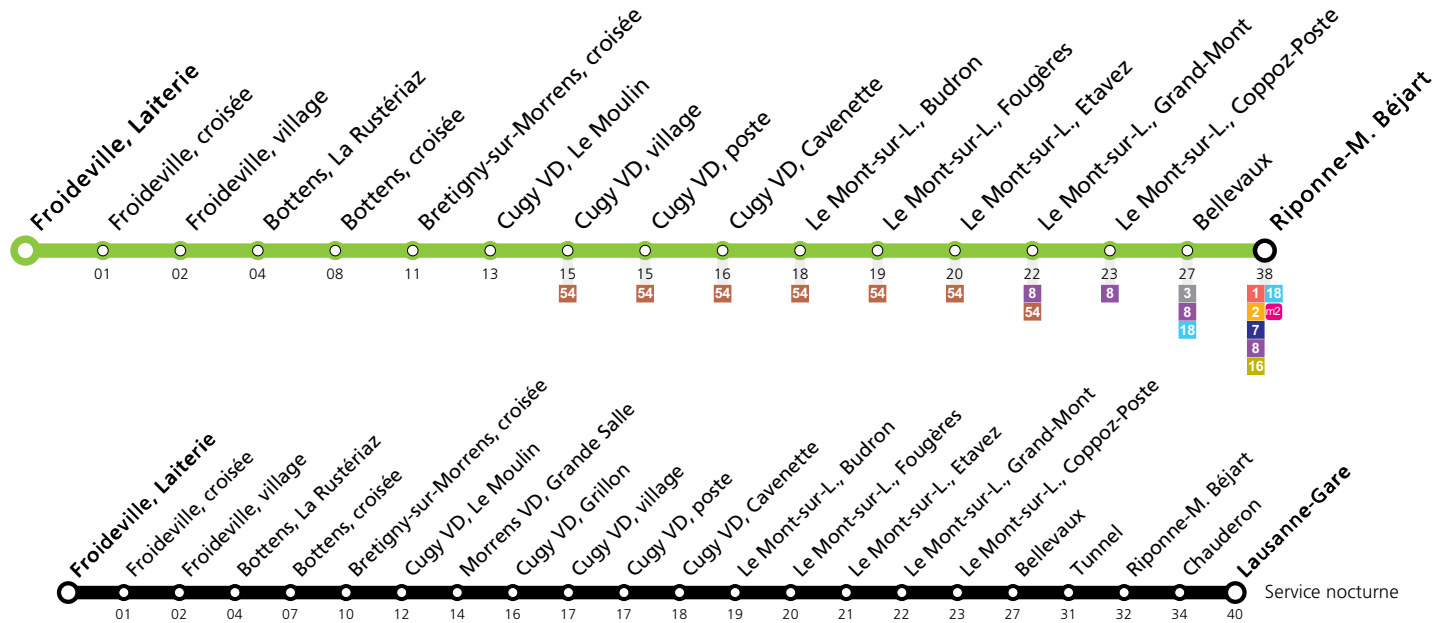 Froideville, Laiterie
Froideville, croisée
Froideville, village
Bottens, La Rustériaz
Bottens, croisée
Bretigny-sur-Morrens, croisée
Cugy VD, Le Moulin
Cugy VD, village
Cugy VD, poste
Cugy VD, Cavenette
Le Mont-sur-L., Budron
Le Mont-sur-L., Fougères
Le Mont-sur-L., Etavez
Le Mont-sur-L., Grand-Mont
Le Mont-sur-L., Coppoz-Poste
Bellevaux
Riponne-M. Béjart
01 02 04 08 11 13 15 15 16 18 19 20 22 23 27 38
54 54 54 54 54 54 8 8 3 1 18
54 8 2 m2
18 7
8
16
Froideville, Laiterie
Froideville, croisée
Froideville, village
Bottens, La Rustériaz
Bottens, croisée
Bretigny-sur-Morrens, croisée
Cugy VD, Le Moulin
Morrens VD, Grande Salle
Cugy VD, Grillon
Cugy VD, village
Cugy VD, poste
Cugy VD, Cavenette
Le Mont-sur-L., Budron
Le Mont-sur-L., Fougères
Le Mont-sur-L., Etavez
Le Mont-sur-L., Grand-Mont
Le Mont-sur-L., Coppoz-Poste
Bellevaux
Tunnel
Riponne-M. Béjart
Chauderon
Lausanne-Gare
Service nocturne
01 02 04 07 10 12 14 16 17 17 18 19 20 21 22 23 27 31 32 34 40